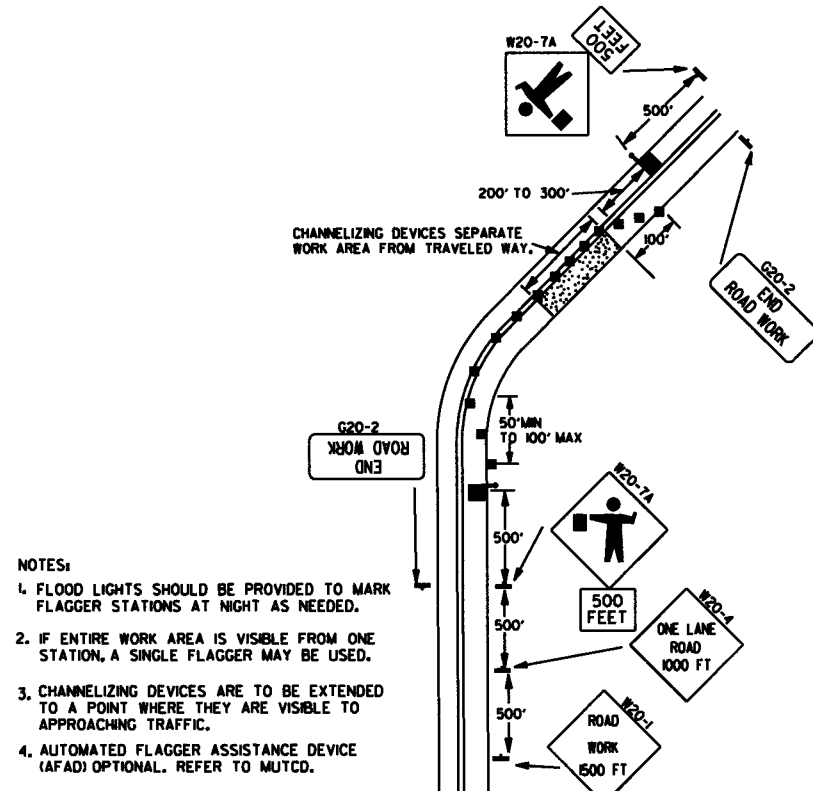 W20-7A
500
FEET
500'
200' TO 300'
CHANNELIZING DEVICES SEPARATE
WORK AREA FROM TRAVELED WAY.
100'
G20-2
END
ROAD WORK
50'MIN
TO 100' MAX
G20-2
END
ROAD WORK
W20-7A
500'
500
FEET
W20-4
ONE LANE
ROAD
1000 FT
500'
W20-1
ROAD
WORK
1500 FT
500'
NOTES:
1. FLOOD LIGHTS SHOULD BE PROVIDED TO MARK
FLAGGER STATIONS AT NIGHT AS NEEDED.
2. IF ENTIRE WORK AREA IS VISIBLE FROM ONE
STATION, A SINGLE FLAGGER MAY BE USED.
3. CHANNELIZING DEVICES ARE TO BE EXTENDED
TO A POINT WHERE THEY ARE VISIBLE TO
APPROACHING TRAFFIC.
4. AUTOMATED FLAGGER ASSISTANCE DEVICE
(AFAD) OPTIONAL. REFER TO MUTCD.